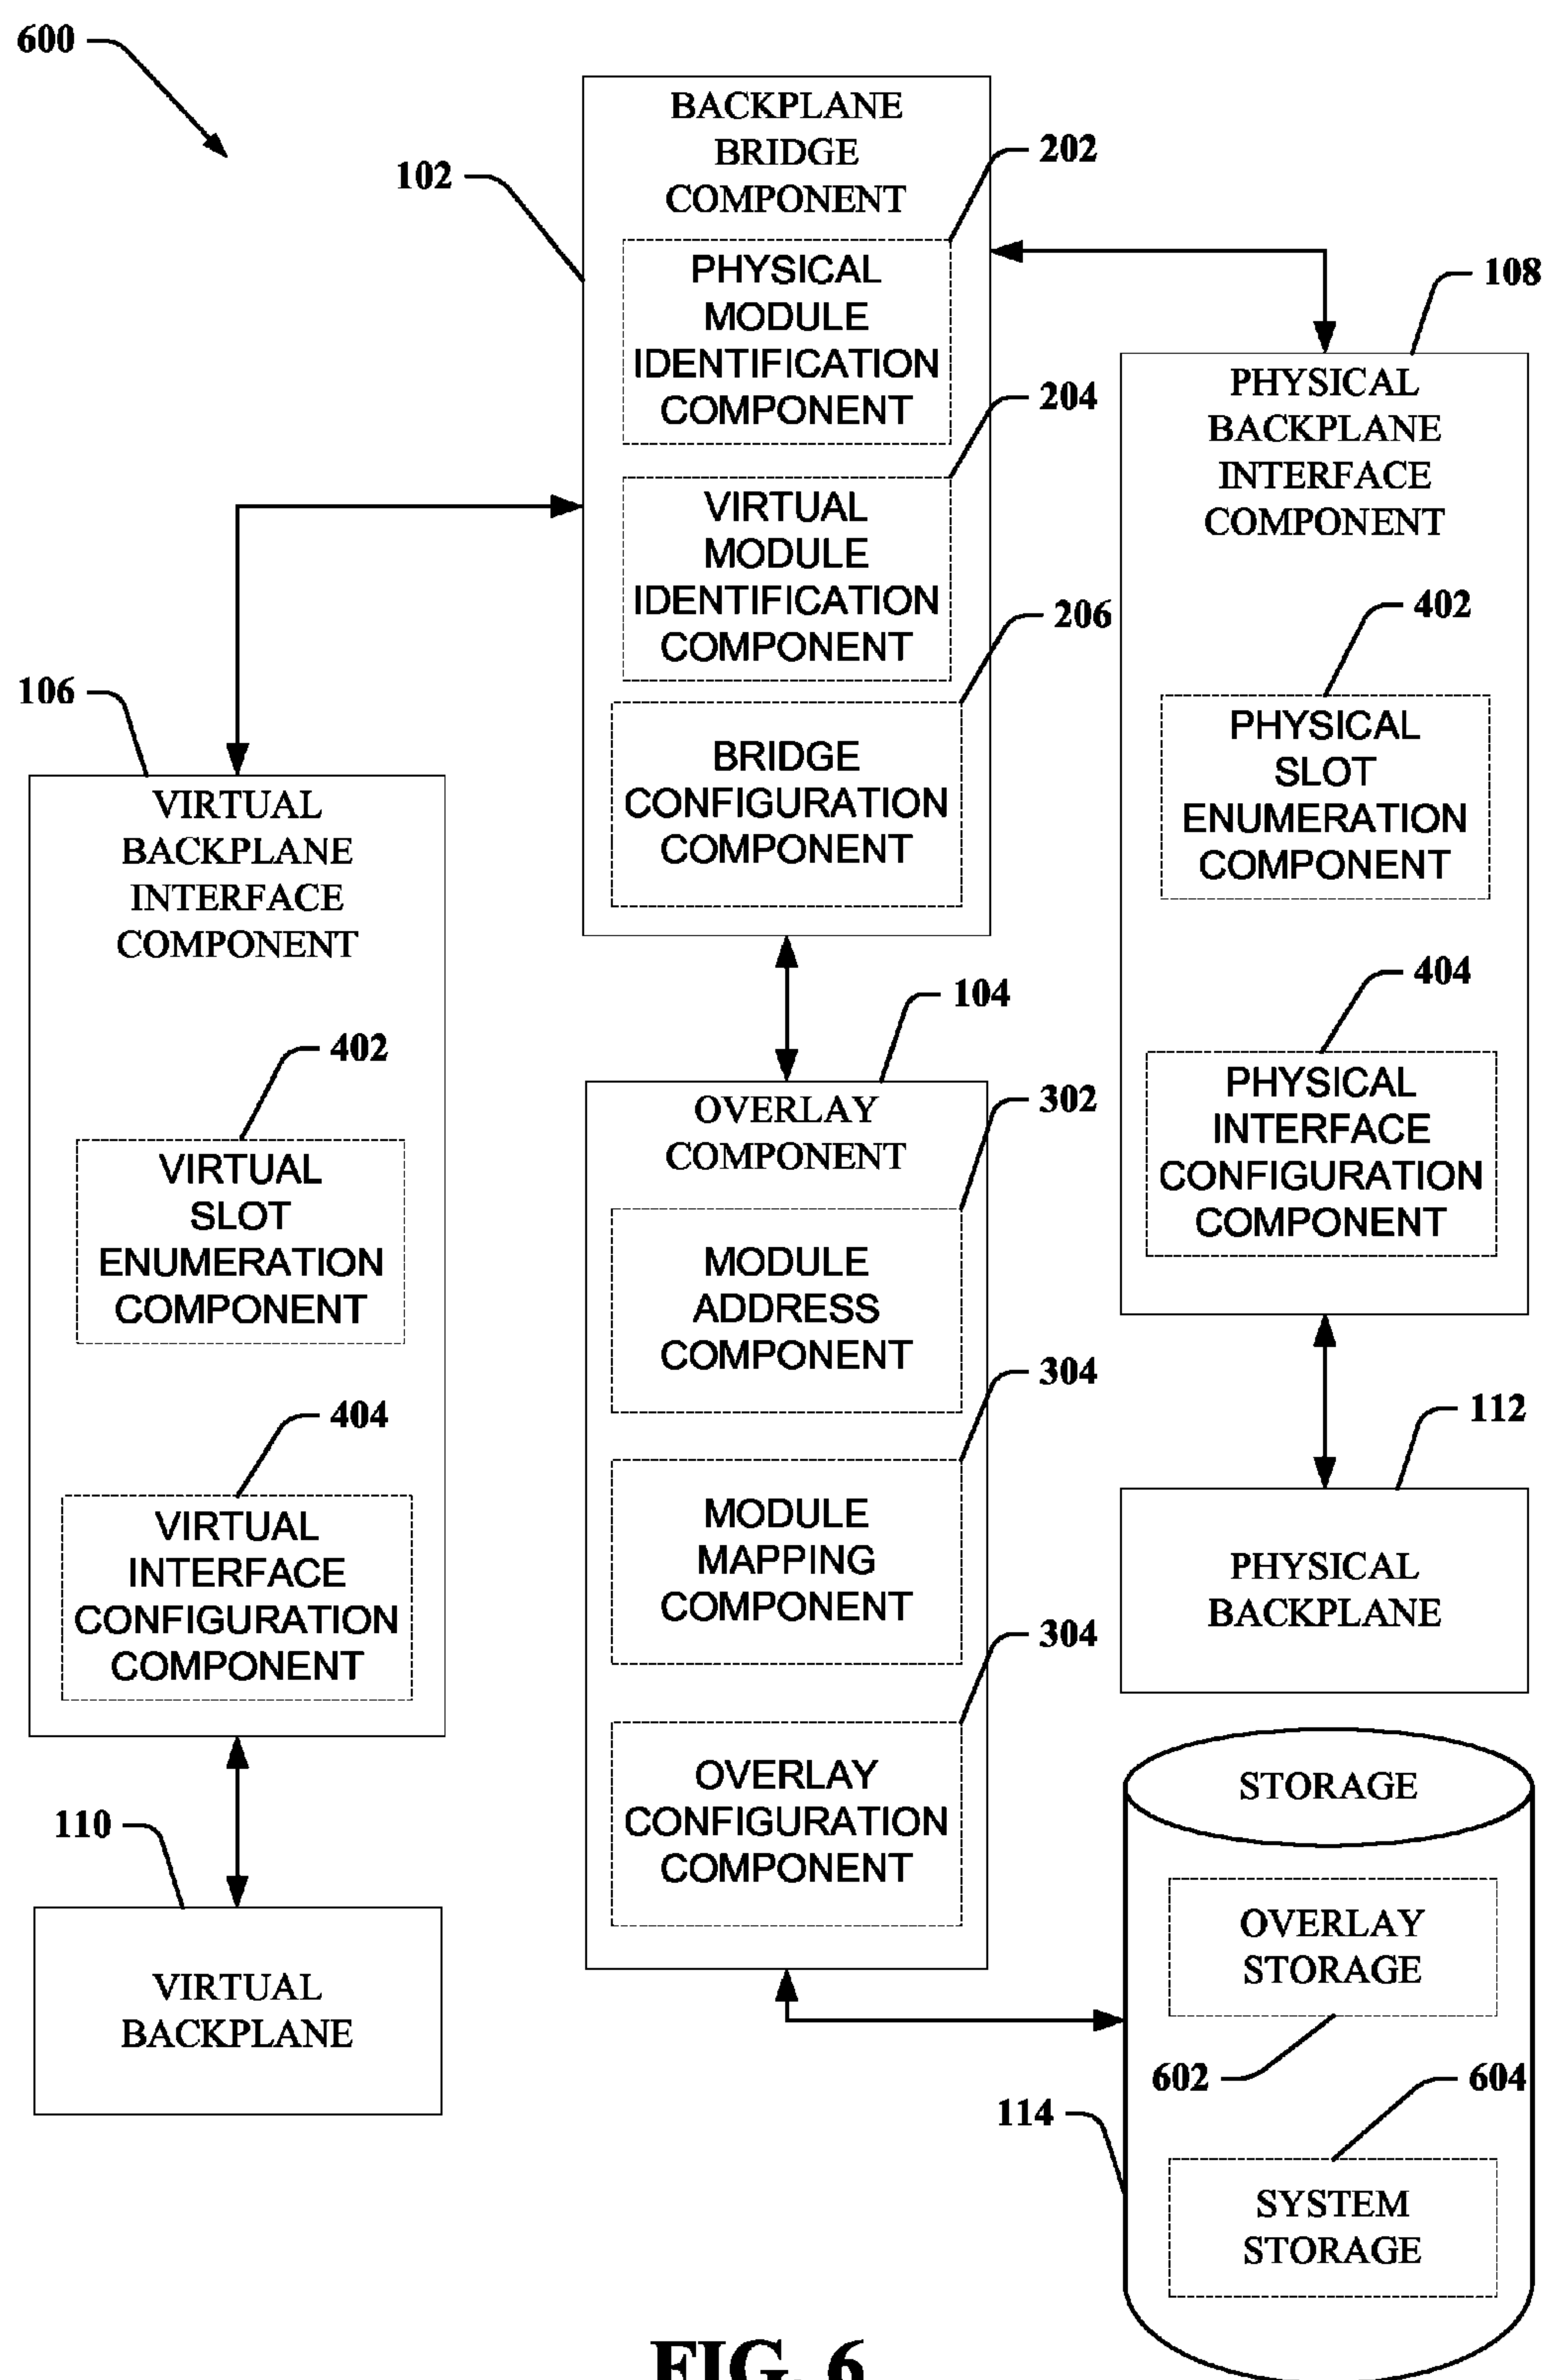 600
BACKPLANE
BRIDGE
COMPONENT
102
202
PHYSICAL
MODULE
IDENTIFICATION
COMPONENT
204
VIRTUAL
MODULE
IDENTIFICATION
COMPONENT
206
BRIDGE
CONFIGURATION
COMPONENT
108
PHYSICAL
BACKPLANE
INTERFACE
COMPONENT
402
PHYSICAL
SLOT
ENUMERATION
COMPONENT
404
PHYSICAL
INTERFACE
CONFIGURATION
COMPONENT
106
VIRTUAL
BACKPLANE
INTERFACE
COMPONENT
402
VIRTUAL
SLOT
ENUMERATION
COMPONENT
404
VIRTUAL
INTERFACE
CONFIGURATION
COMPONENT
104
OVERLAY
COMPONENT
302
MODULE
ADDRESS
COMPONENT
304
MODULE
MAPPING
COMPONENT
304
OVERLAY
CONFIGURATION
COMPONENT
112
PHYSICAL
BACKPLANE
110
VIRTUAL
BACKPLANE
STORAGE
OVERLAY
STORAGE
602
604
114
SYSTEM
STORAGE
FIG. 6